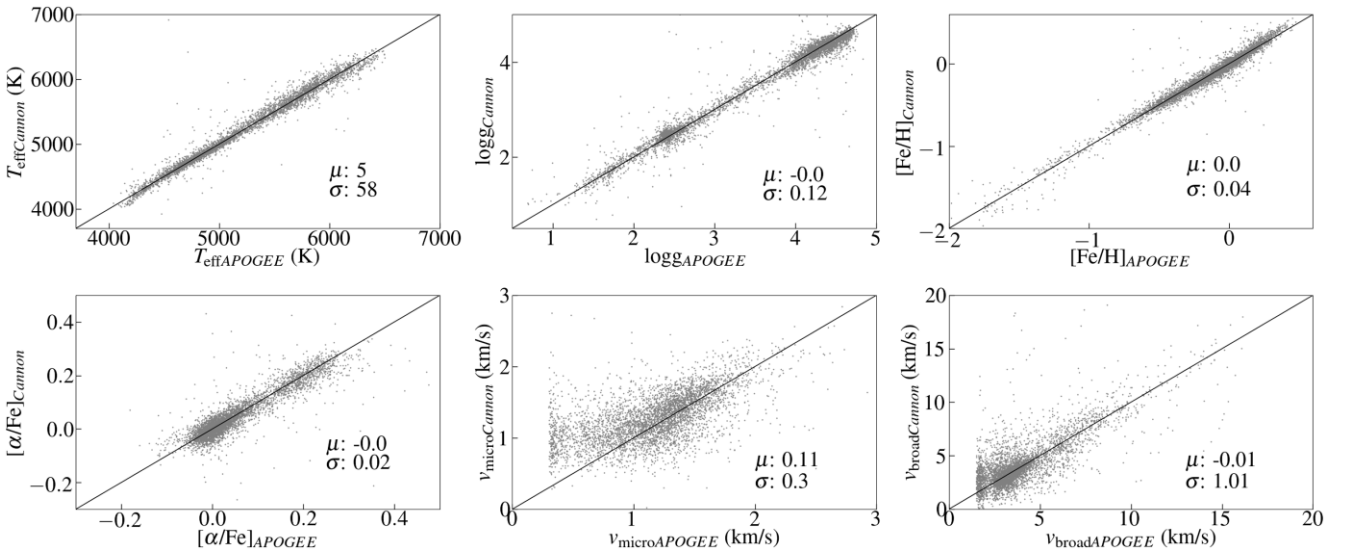 7000
6000
5000
4000
T_effCannon (K)
μ: 5
σ: 58
4000 5000 6000 7000
T_effAPOGEE (K)
4
2
logg_Cannon
μ: -0.0
σ: 0.12
1 2 3 4 5
logg_APOGEE
0
−1
−2
[Fe/H]_Cannon
μ: 0.0
σ: 0.04
−2 −1 0
[Fe/H]_APOGEE
0.4
0.2
0.0
−0.2
[α/Fe]_Cannon
μ: -0.0
σ: 0.02
−0.2 0.0 0.2 0.4
[α/Fe]_APOGEE
3
2
1
0
v_microCannon (km/s)
μ: 0.11
σ: 0.3
0 1 2 3
v_microAPOGEE (km/s)
20
15
10
5
0
v_broadCannon (km/s)
μ: -0.01
σ: 1.01
0 5 10 15 20
v_broadAPOGEE (km/s)